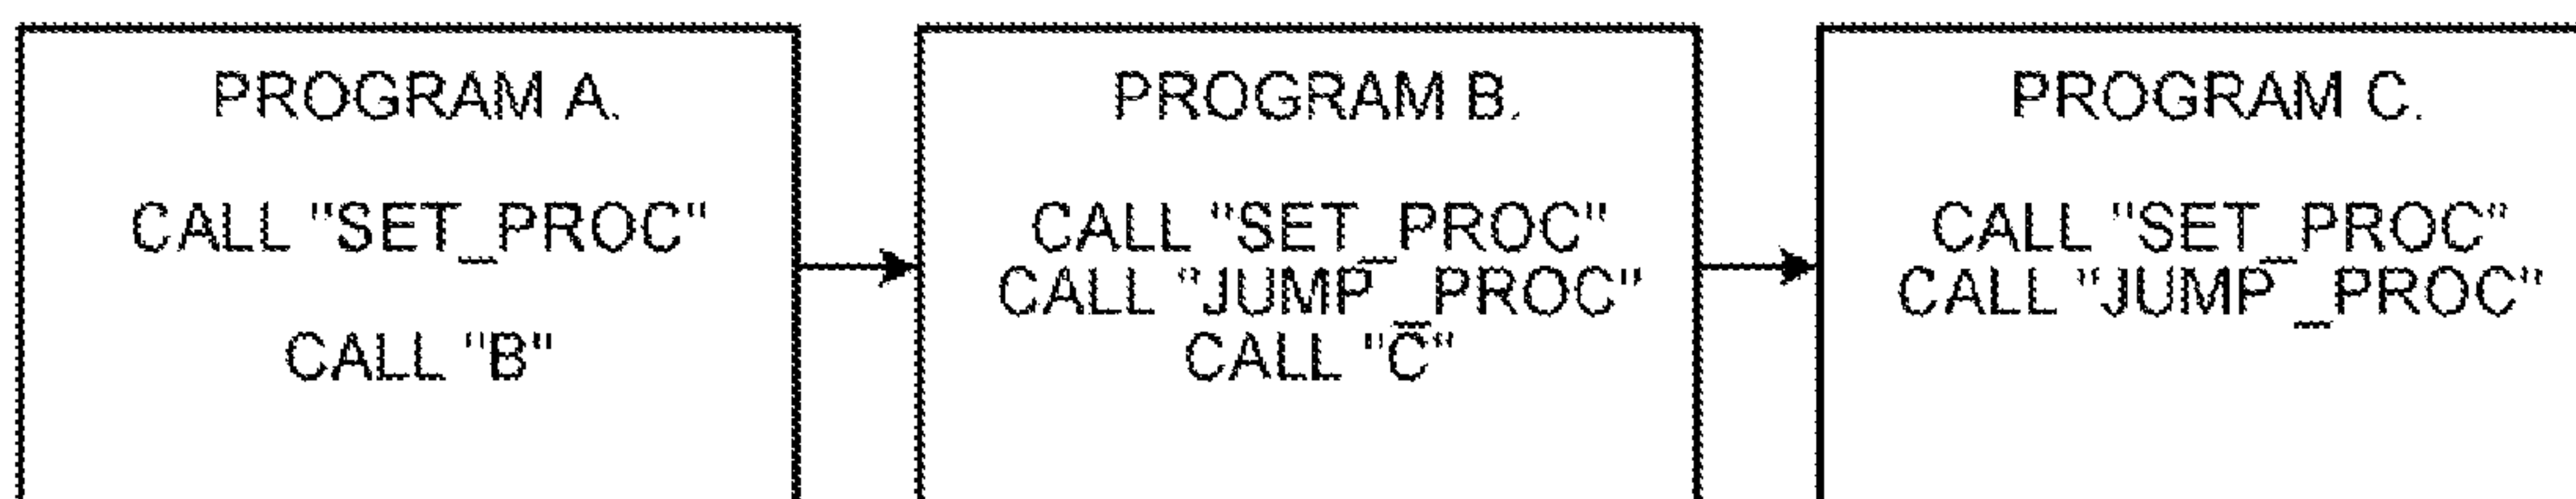 PROGRAM A.
CALL "SET_PROC"
CALL "B"
PROGRAM B.
CALL "SET_PROC"
CALL "JUMP_PROC"
CALL "C"
PROGRAM C.
CALL "SET_PROC"
CALL "JUMP_PROC"